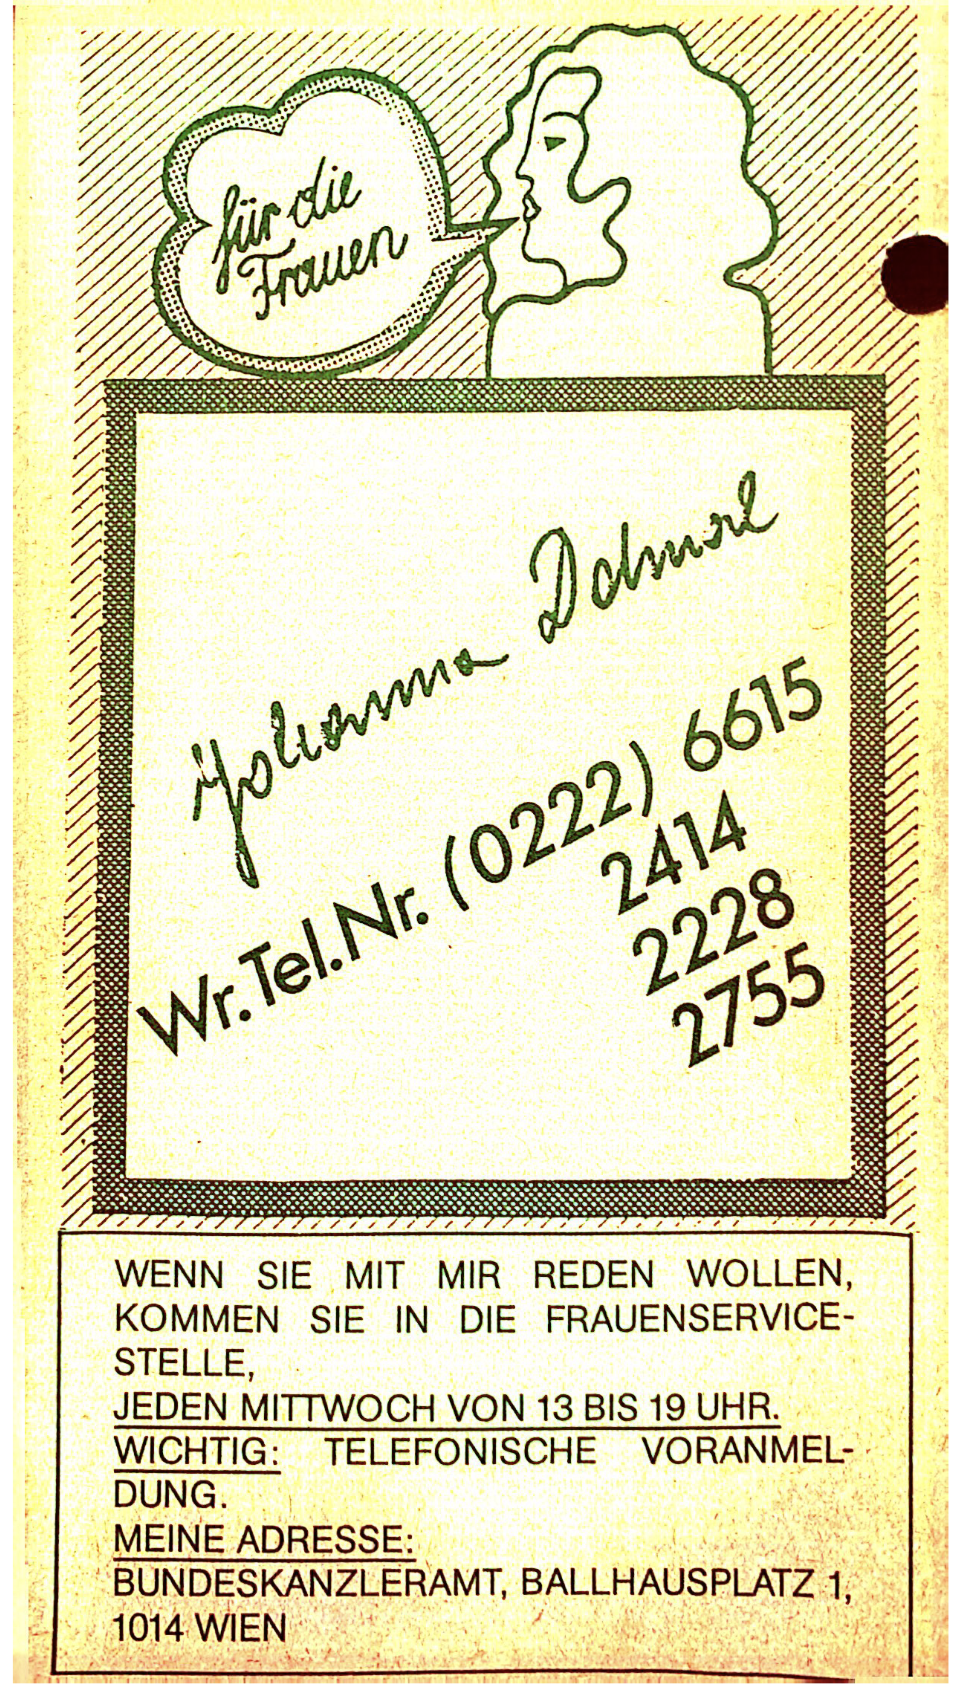 für die
Frauen
Johanna Dohnal
Wr.Tel.Nr. (0222) 6615
2414
2228
2755
WENN SIE MIT MIR REDEN WOLLEN,
KOMMEN SIE IN DIE FRAUENSERVICE-
STELLE,
JEDEN MITTWOCH VON 13 BIS 19 UHR.
WICHTIG: TELEFONISCHE VORANMEL-
DUNG.
MEINE ADRESSE:
BUNDESKANZLERAMT, BALLHAUSPLATZ 1,
1014 WIEN